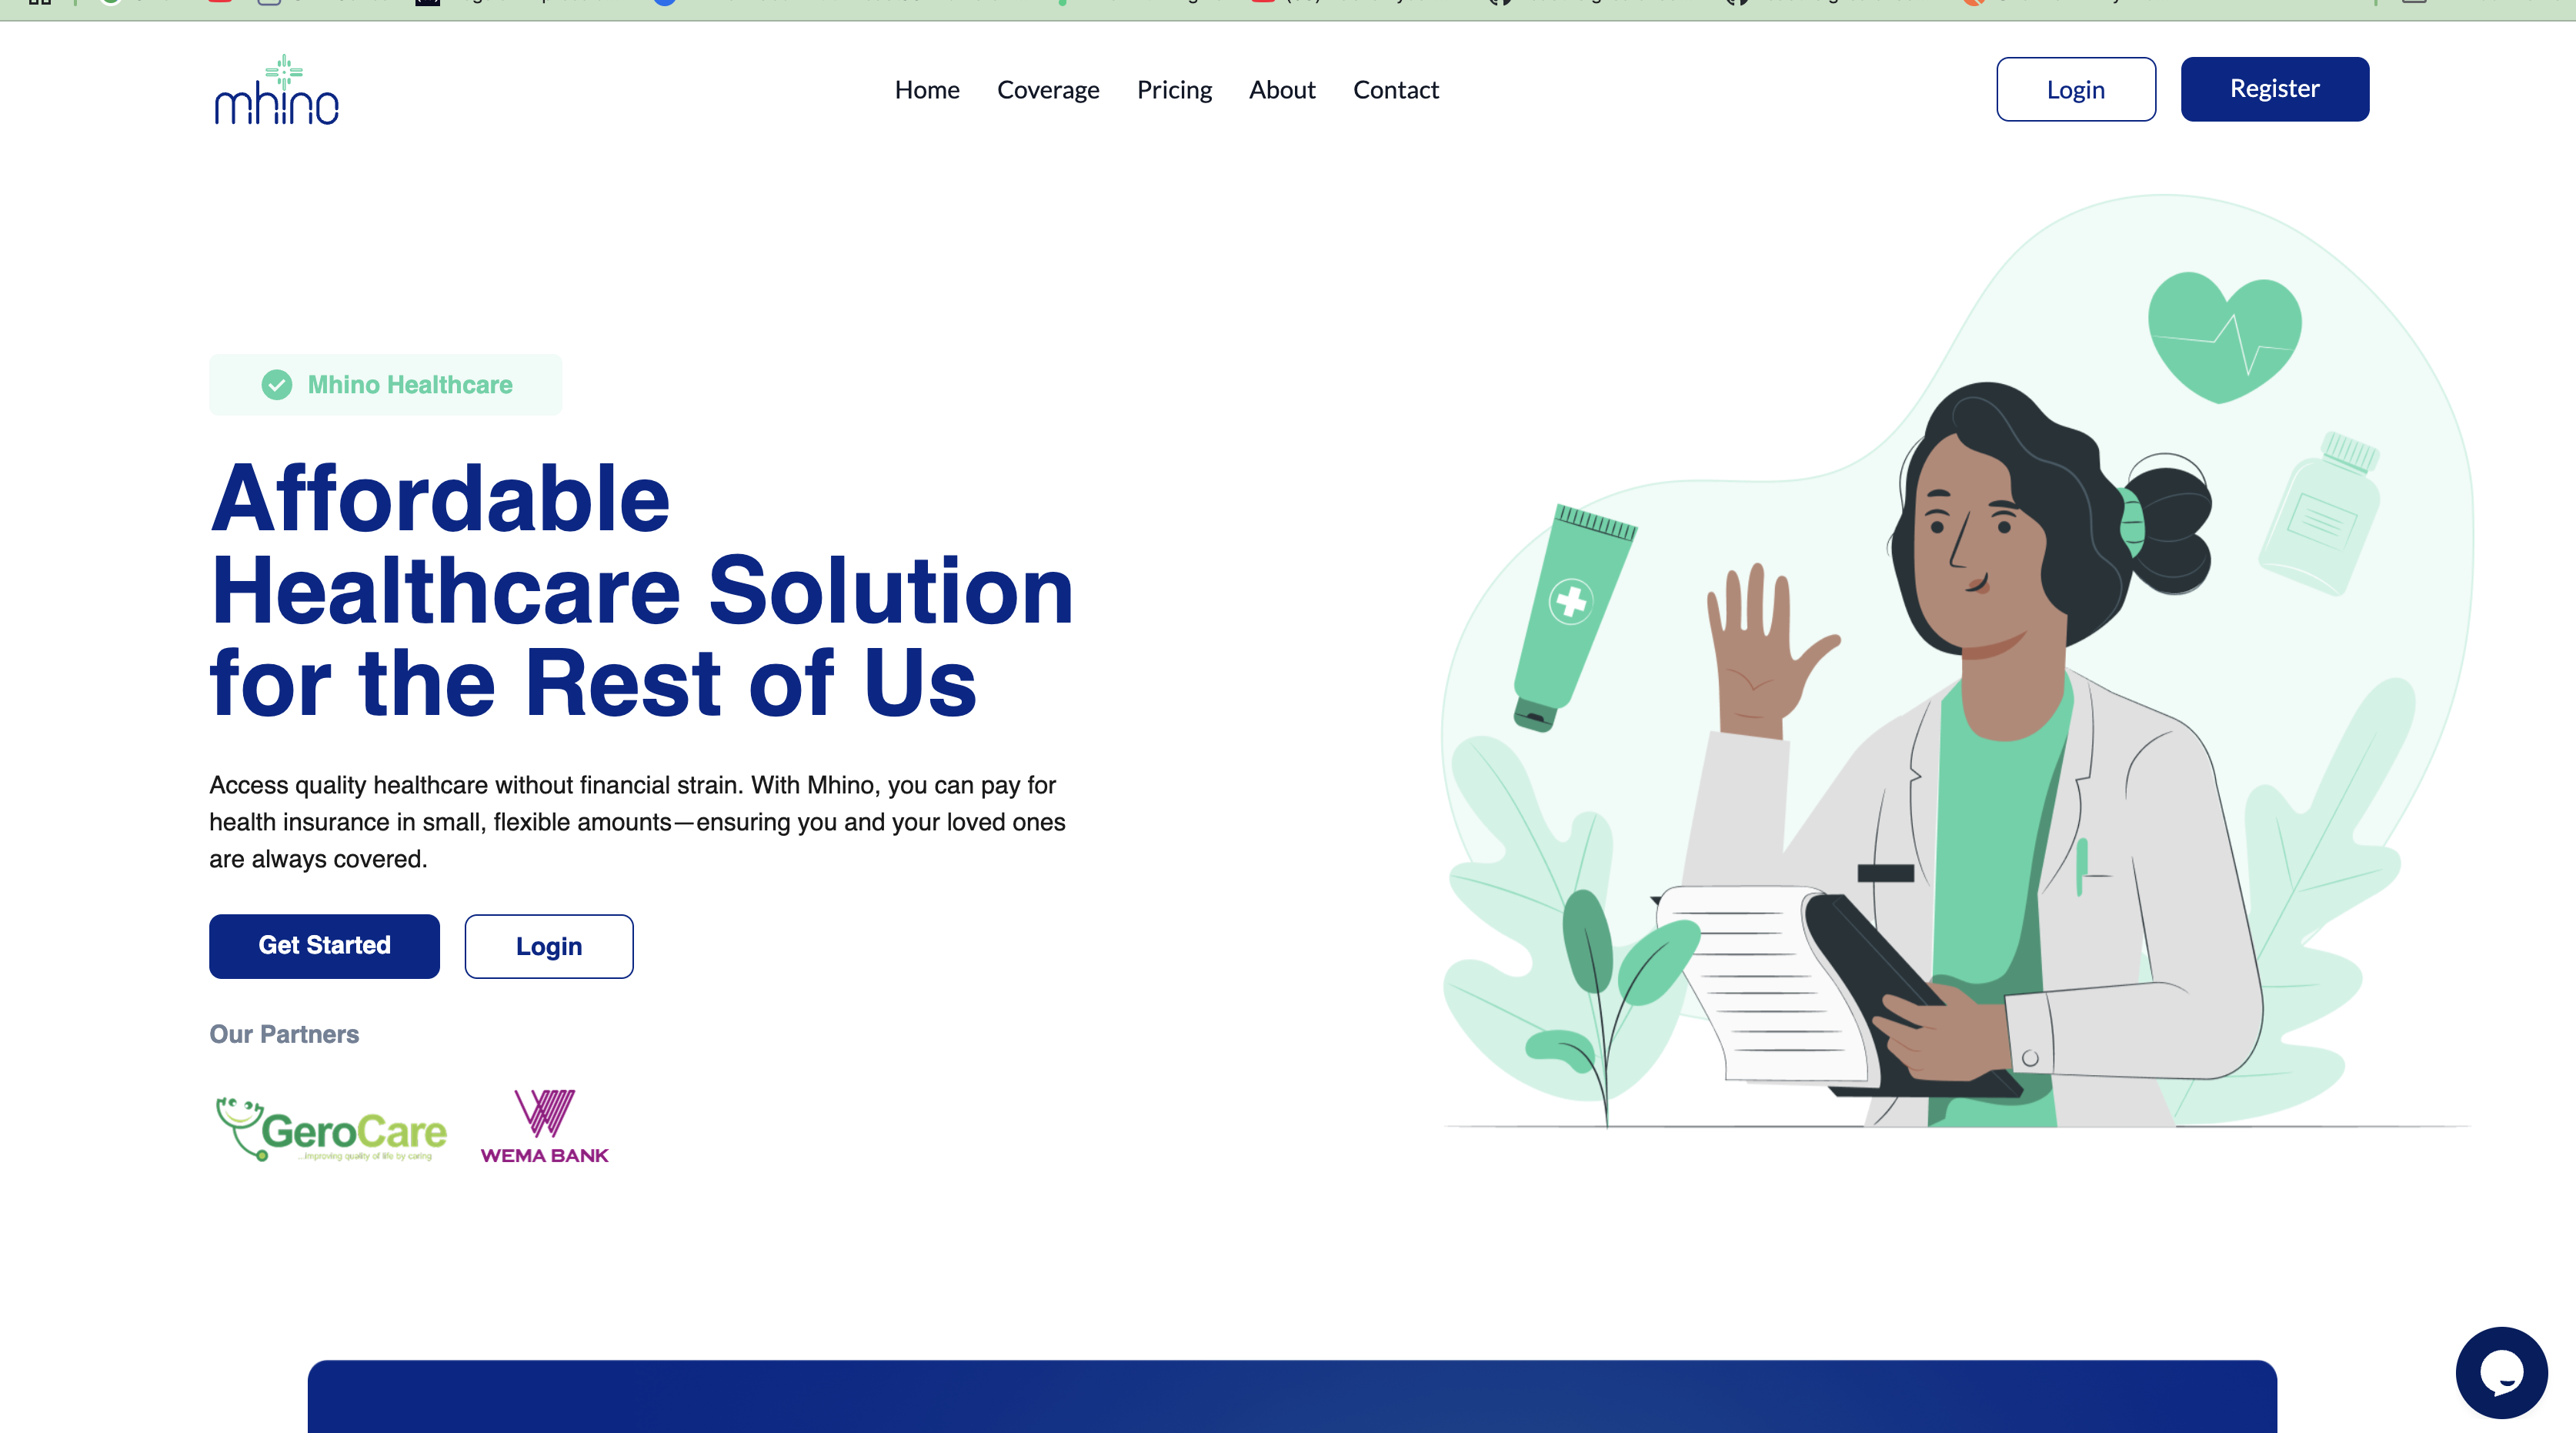 mhino
Home Coverage Pricing About Contact
Login Register
Mhino Healthcare
Affordable
Healthcare Solution
for the Rest of Us
Access quality healthcare without financial strain. With Mhino, you can pay for
health insurance in small, flexible amounts—ensuring you and your loved ones
are always covered.
Get Started Login
Our Partners
GeroCare
...improving quality of life by caring
WEMA BANK